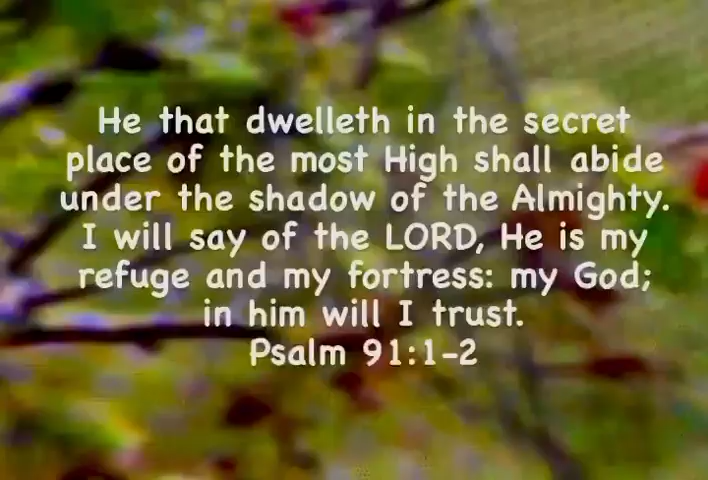 He that dwelleth in the secret
place of the most High shall abide
under the shadow of the Almighty.
I will say of the LORD, He is my
refuge and my fortress: my God;
in him will I trust.
Psalm 91:1-2